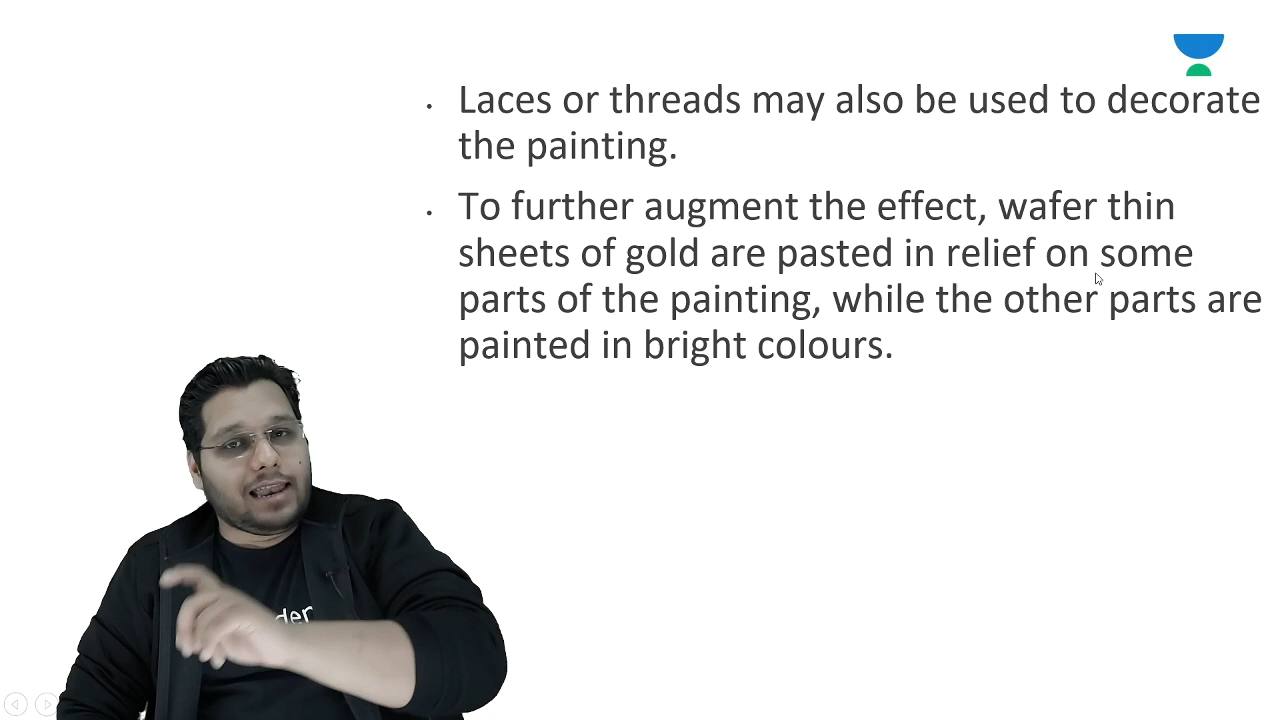 Laces or threads may also be used to decorate
the painting.
To further augment the effect, wafer thin
sheets of gold are pasted in relief on some
parts of the painting, while the other parts are
painted in bright colours.
der